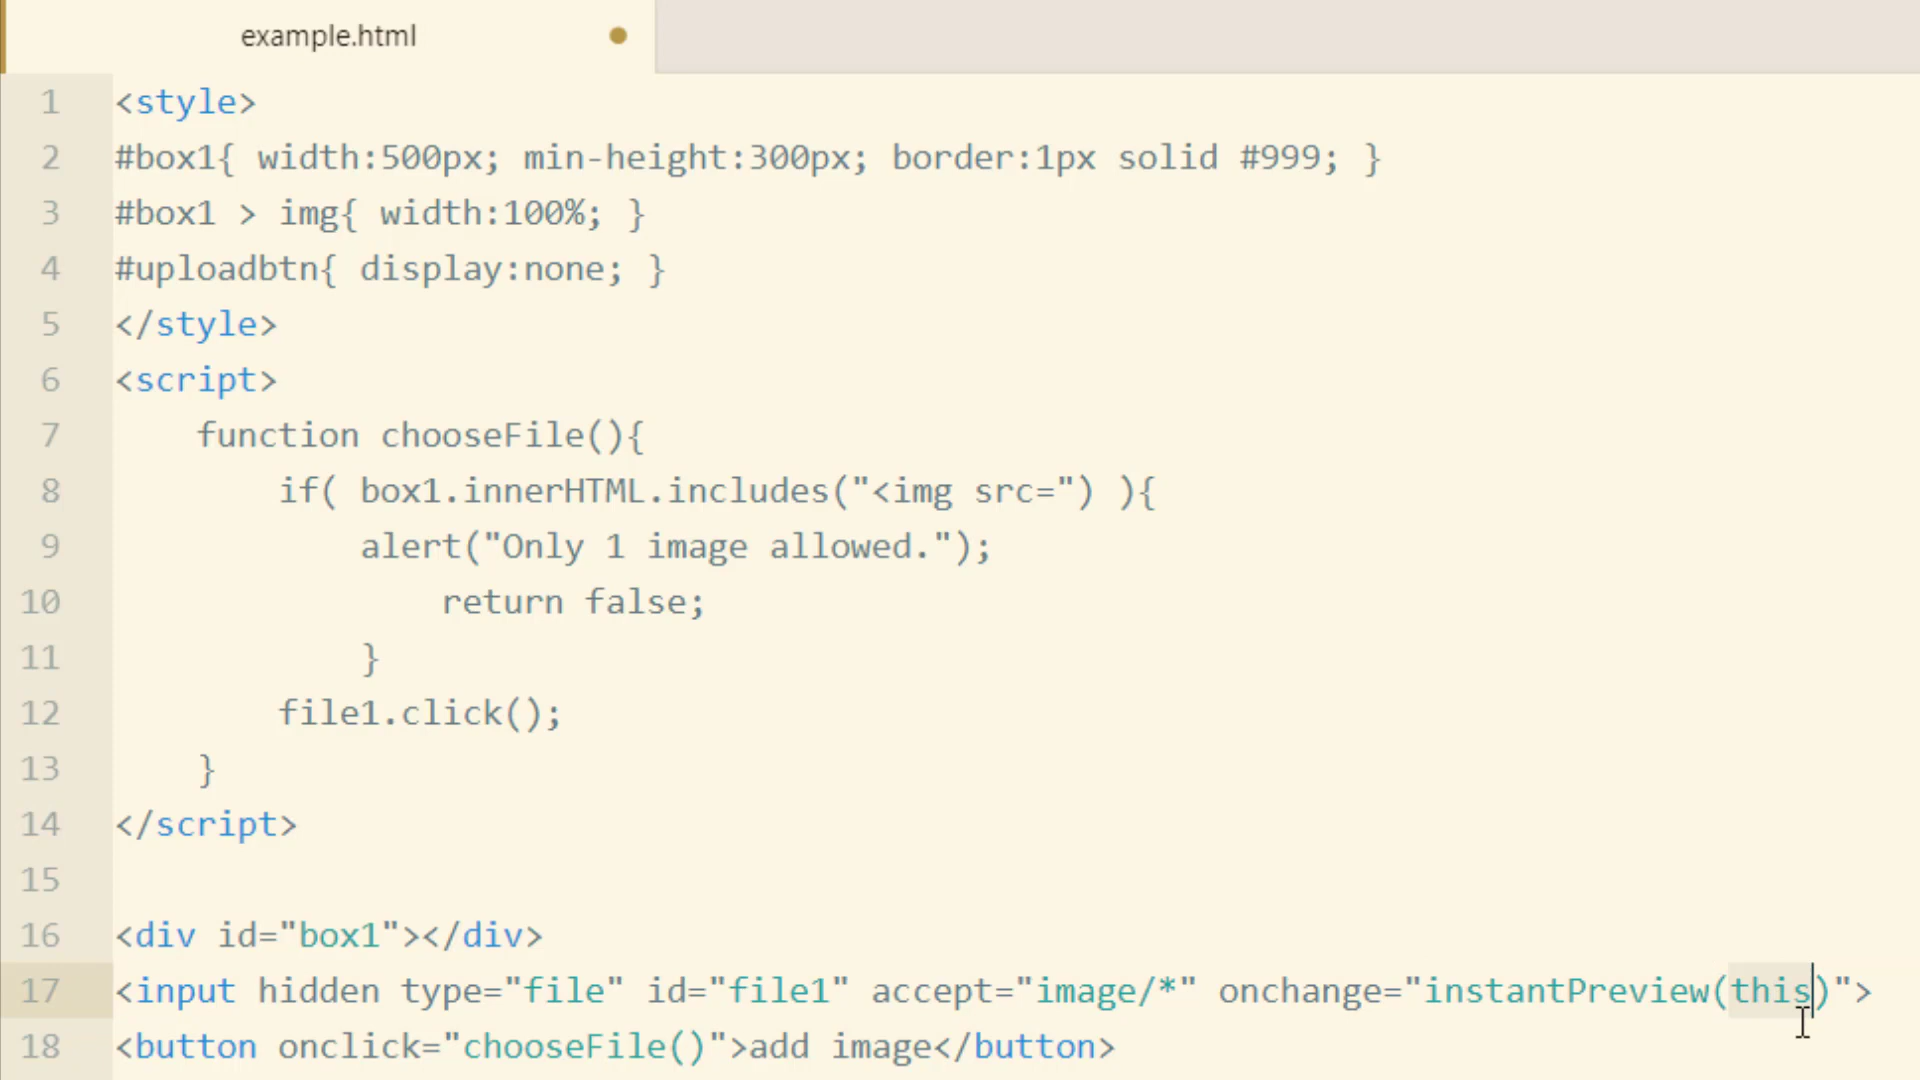 example.html
1 <style>
2 #box1{ width:500px; min-height:300px; border:1px solid #999; }
3 #box1 > img{ width:100%; }
4 #uploadbtn{ display:none; }
5 </style>
6 <script>
7     function chooseFile(){
8         if( box1.innerHTML.includes("<img src=") ){
9             alert("Only 1 image allowed.");
10                 return false;
11             }
12         file1.click();
13     }
14 </script>
15
16 <div id="box1"></div>
17 <input hidden type="file" id="file1" accept="image/*" onchange="instantPreview(this)">
18 <button onclick="chooseFile()">add image</button>